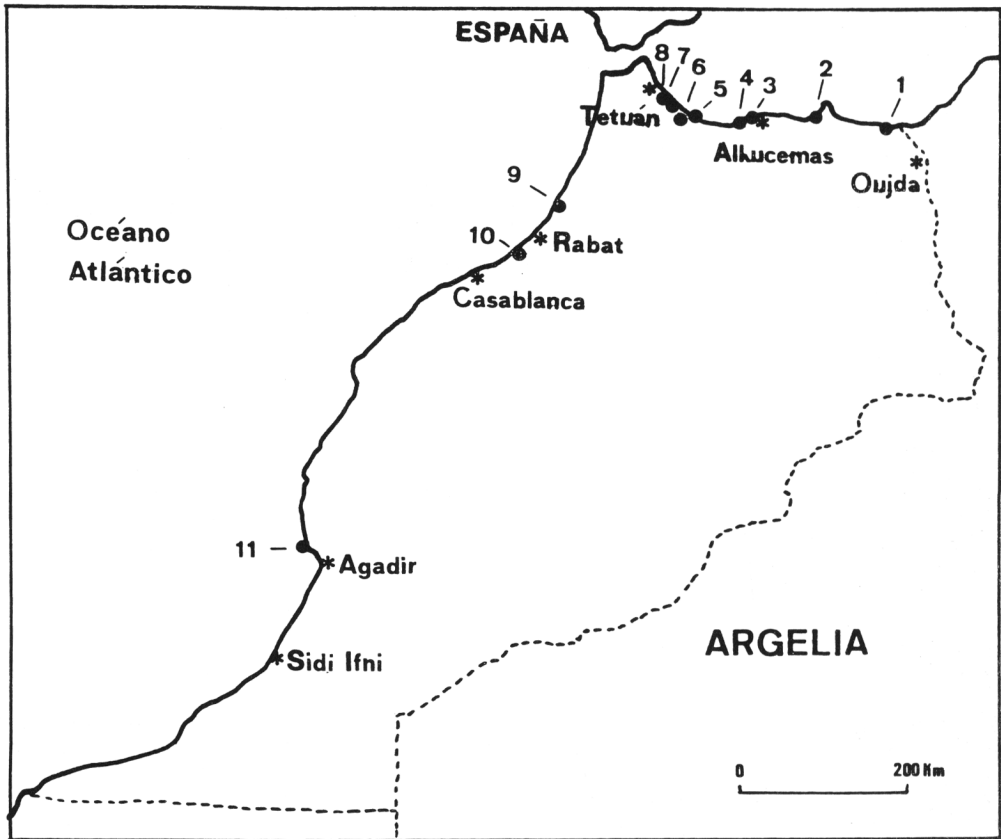 ESPAÑA
8
7
6
5
4
3
2
1
Tetuán
Alhucemas
Oujda
9
Océano
10
Rabat
Atlántico
Casablanca
11
Agadir
ARGELIA
Sidi Ifni
0
200 Km